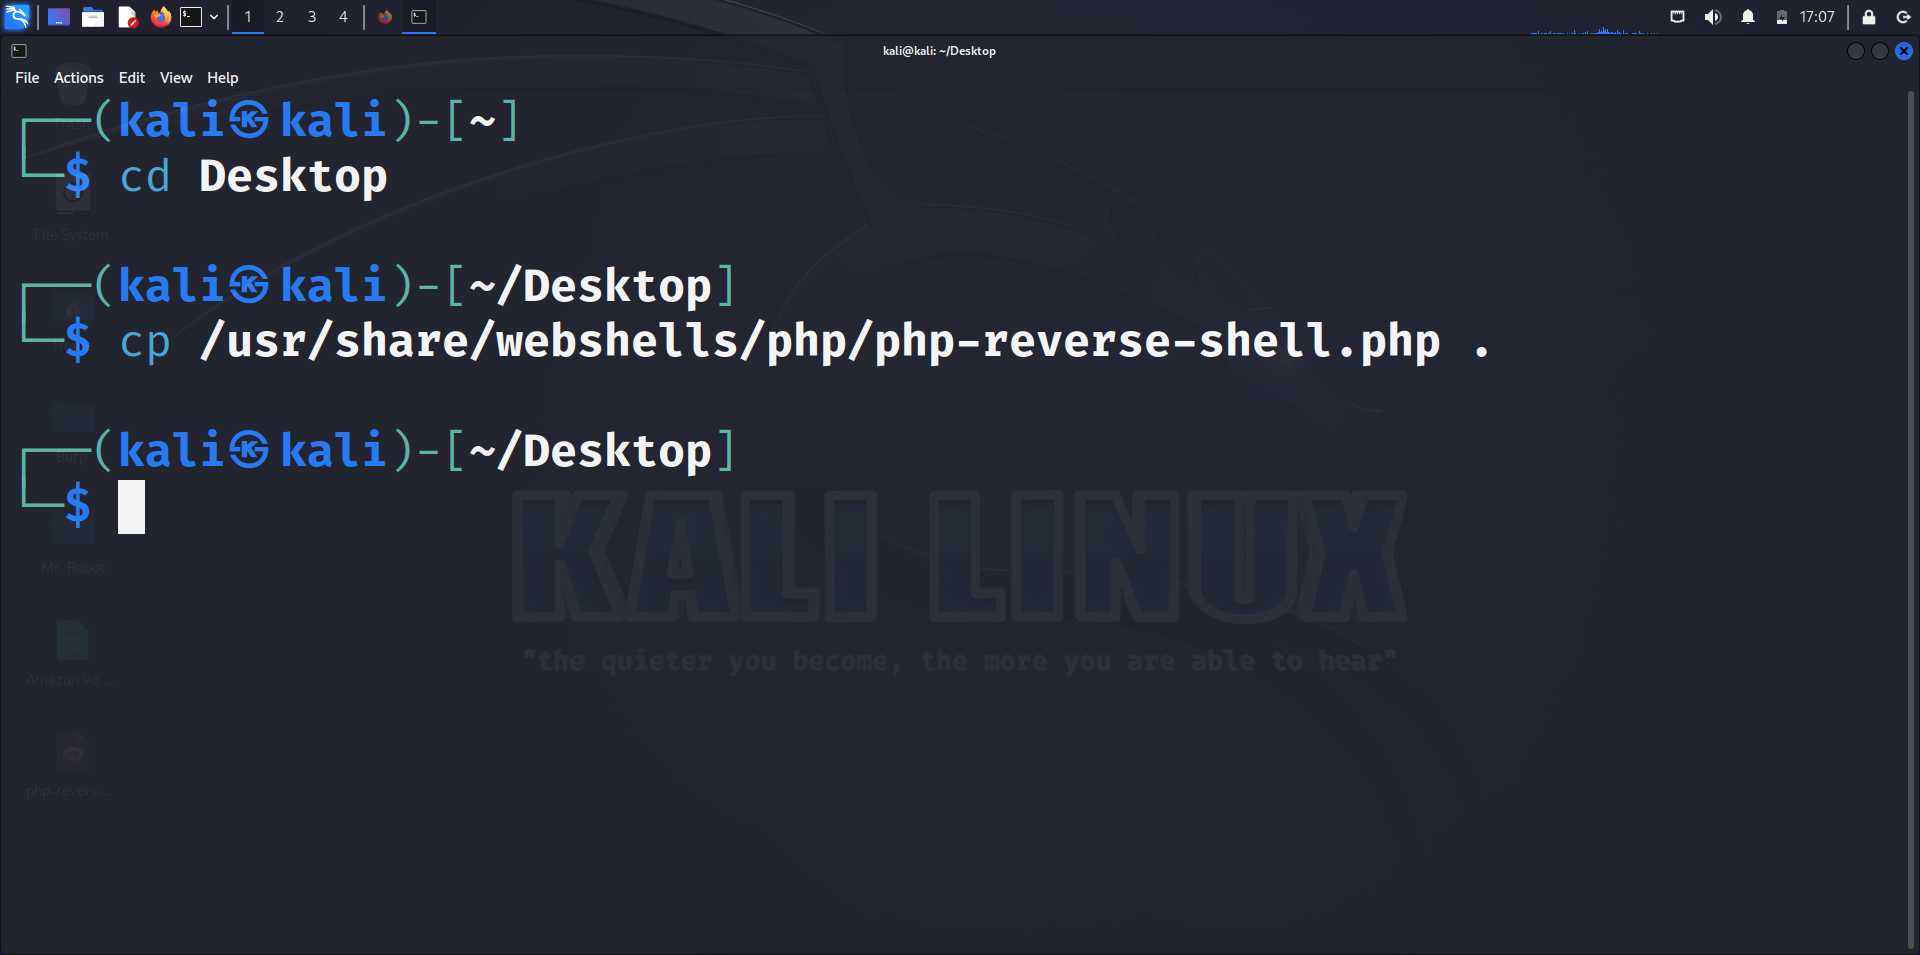 1 2 3 4 17:07
kali@kali: ~/Desktop
File Actions Edit View Help
┌──(kali㉿kali)-[~]
└─$ cd Desktop
File System
┌──(kali㉿kali)-[~/Desktop]
└─$ cp /usr/share/webshells/php/php-reverse-shell.php .
┌──(kali㉿kali)-[~/Desktop]
└─$
KALI LINUX
"the quieter you become, the more you are able to hear"
Mr. Robot
Amazon Vo...
php-revers...